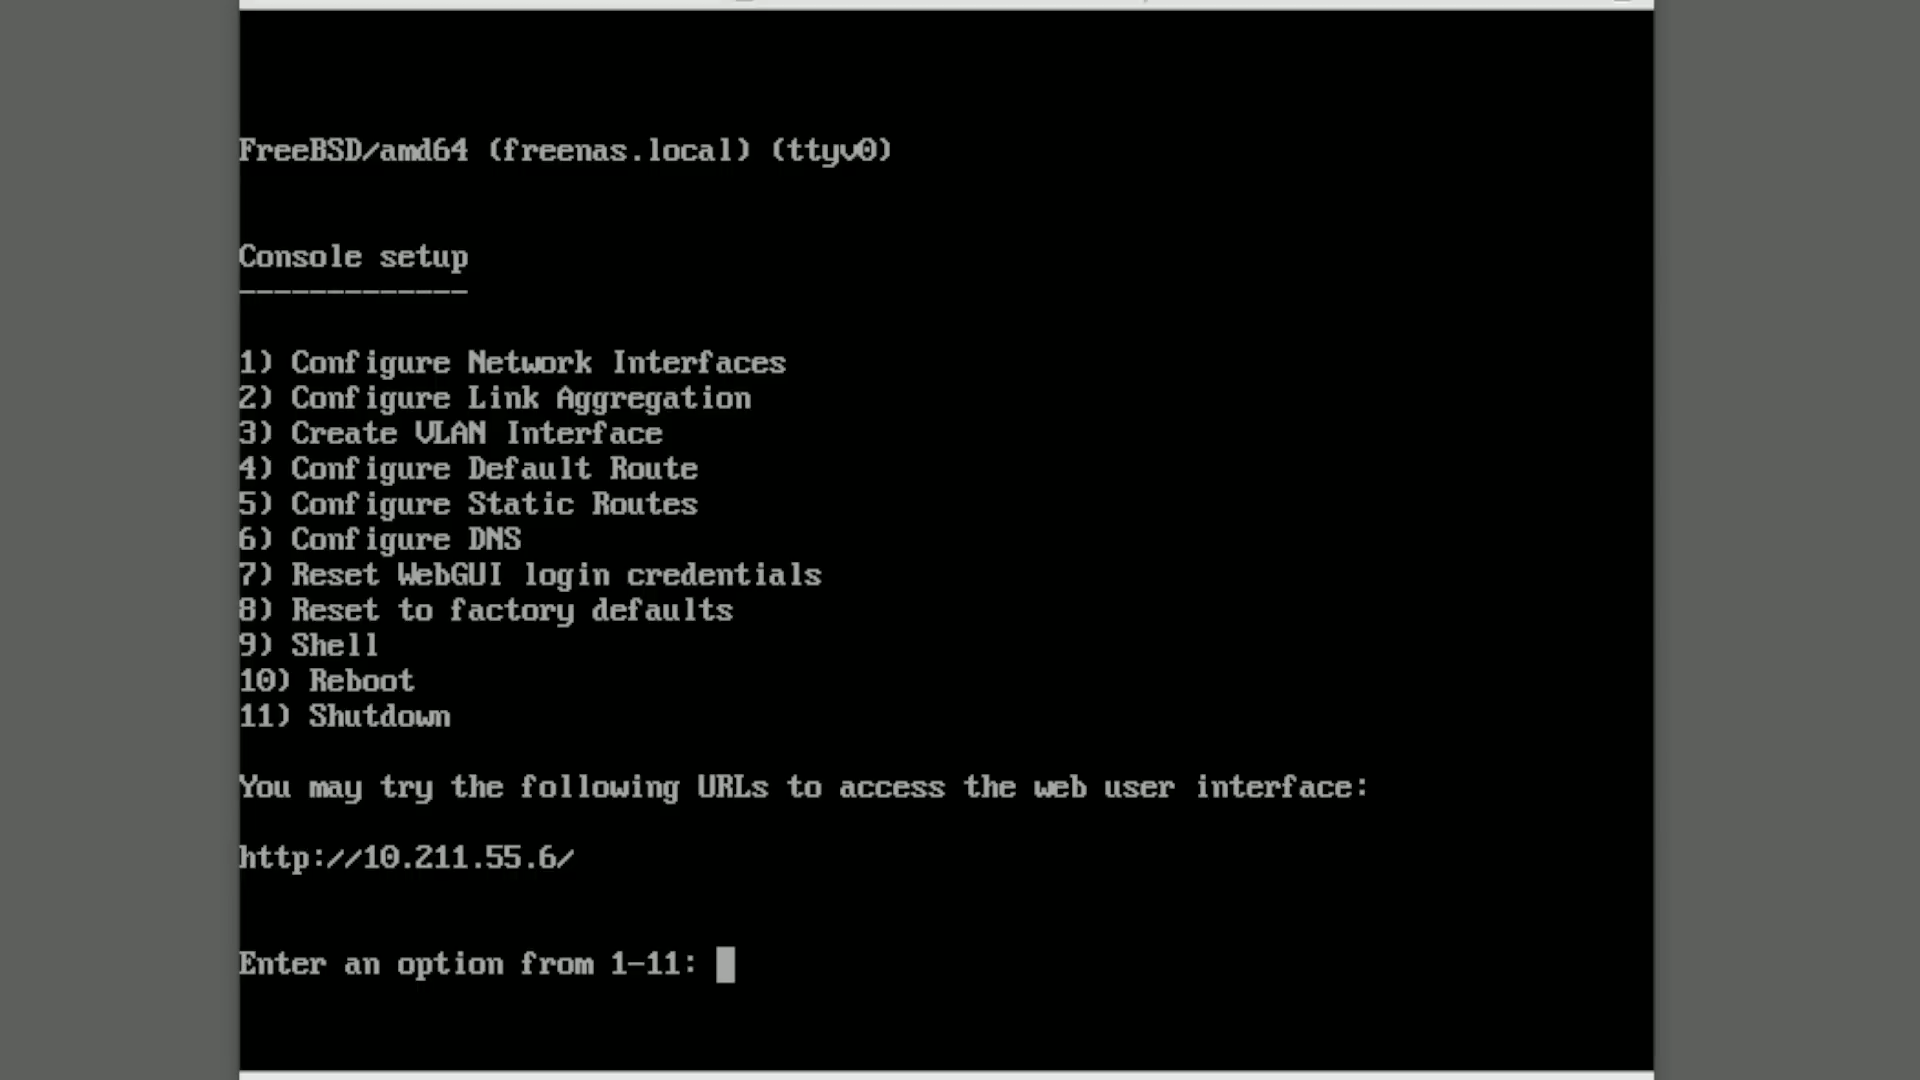 FreeBSD/amd64 (freenas.local) (ttyv0)
Console setup
-------------
1) Configure Network Interfaces
2) Configure Link Aggregation
3) Create VLAN Interface
4) Configure Default Route
5) Configure Static Routes
6) Configure DNS
7) Reset WebGUI login credentials
8) Reset to factory defaults
9) Shell
10) Reboot
11) Shutdown
You may try the following URLs to access the web user interface:
http://10.211.55.6/
Enter an option from 1-11: